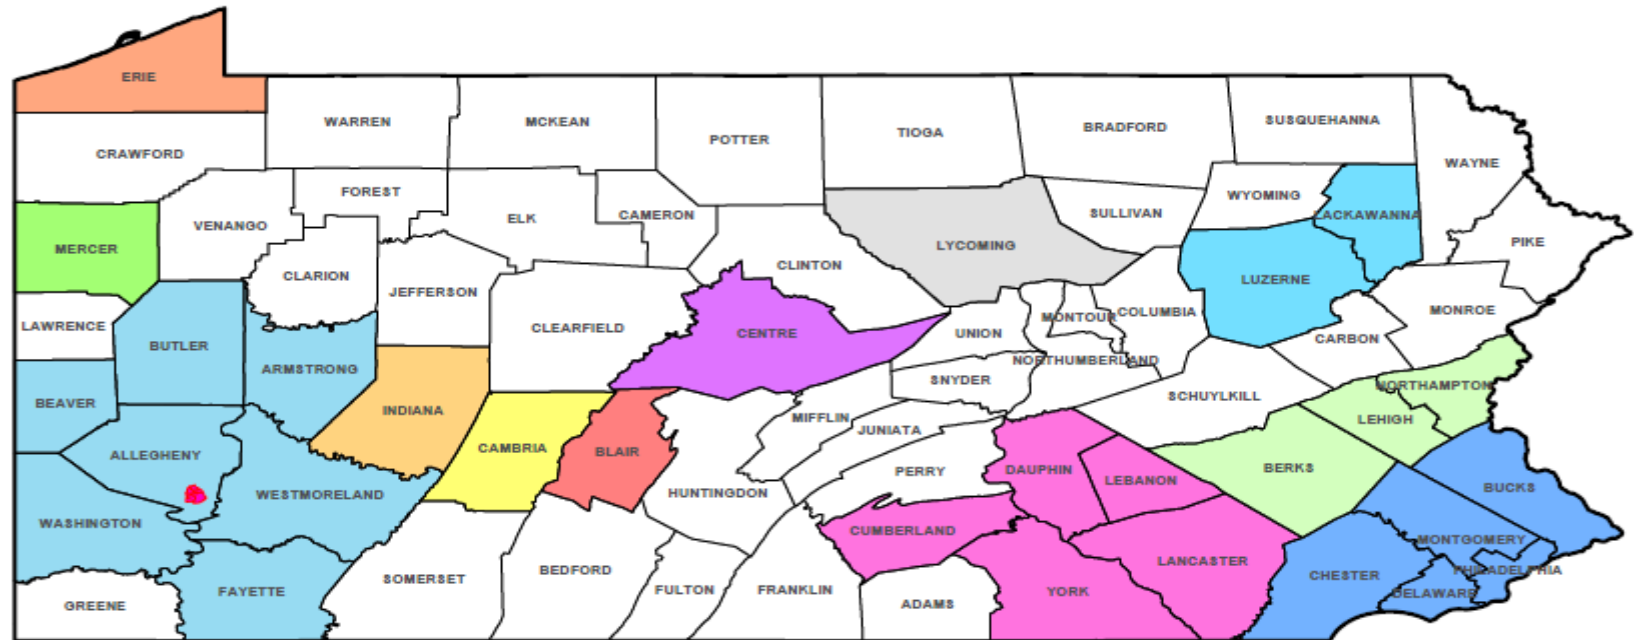 ERIE
WARREN
MCKEAN
POTTER
TIOGA
BRADFORD
SUSQUEHANNA
CRAWFORD
WAYNE
FOREST
WYOMING
LACKAWANNA
VENANGO
ELK
CAMERON
SULLIVAN
MERCER
LYCOMING
PIKE
CLARION
CLINTON
LUZERNE
JEFFERSON
LAWRENCE
CLEARFIELD
CENTRE
UNION
MONTOUR
COLUMBIA
MONROE
BUTLER
CARBON
ARMSTRONG
NORTHUMBERLAND
SNYDER
NORTHAMPTON
BEAVER
INDIANA
SCHUYLKILL
MIFFLIN
LEHIGH
JUNIATA
ALLEGHENY
CAMBRIA
BLAIR
PERRY
DAUPHIN
BERKS
LEBANON
WESTMORELAND
HUNTINGDON
BUCKS
WASHINGTON
CUMBERLAND
MONTGOMERY
LANCASTER
PHILADELPHIA
SOMERSET
BEDFORD
CHESTER
GREENE
FAYETTE
FULTON
FRANKLIN
ADAMS
YORK
DELAWARE